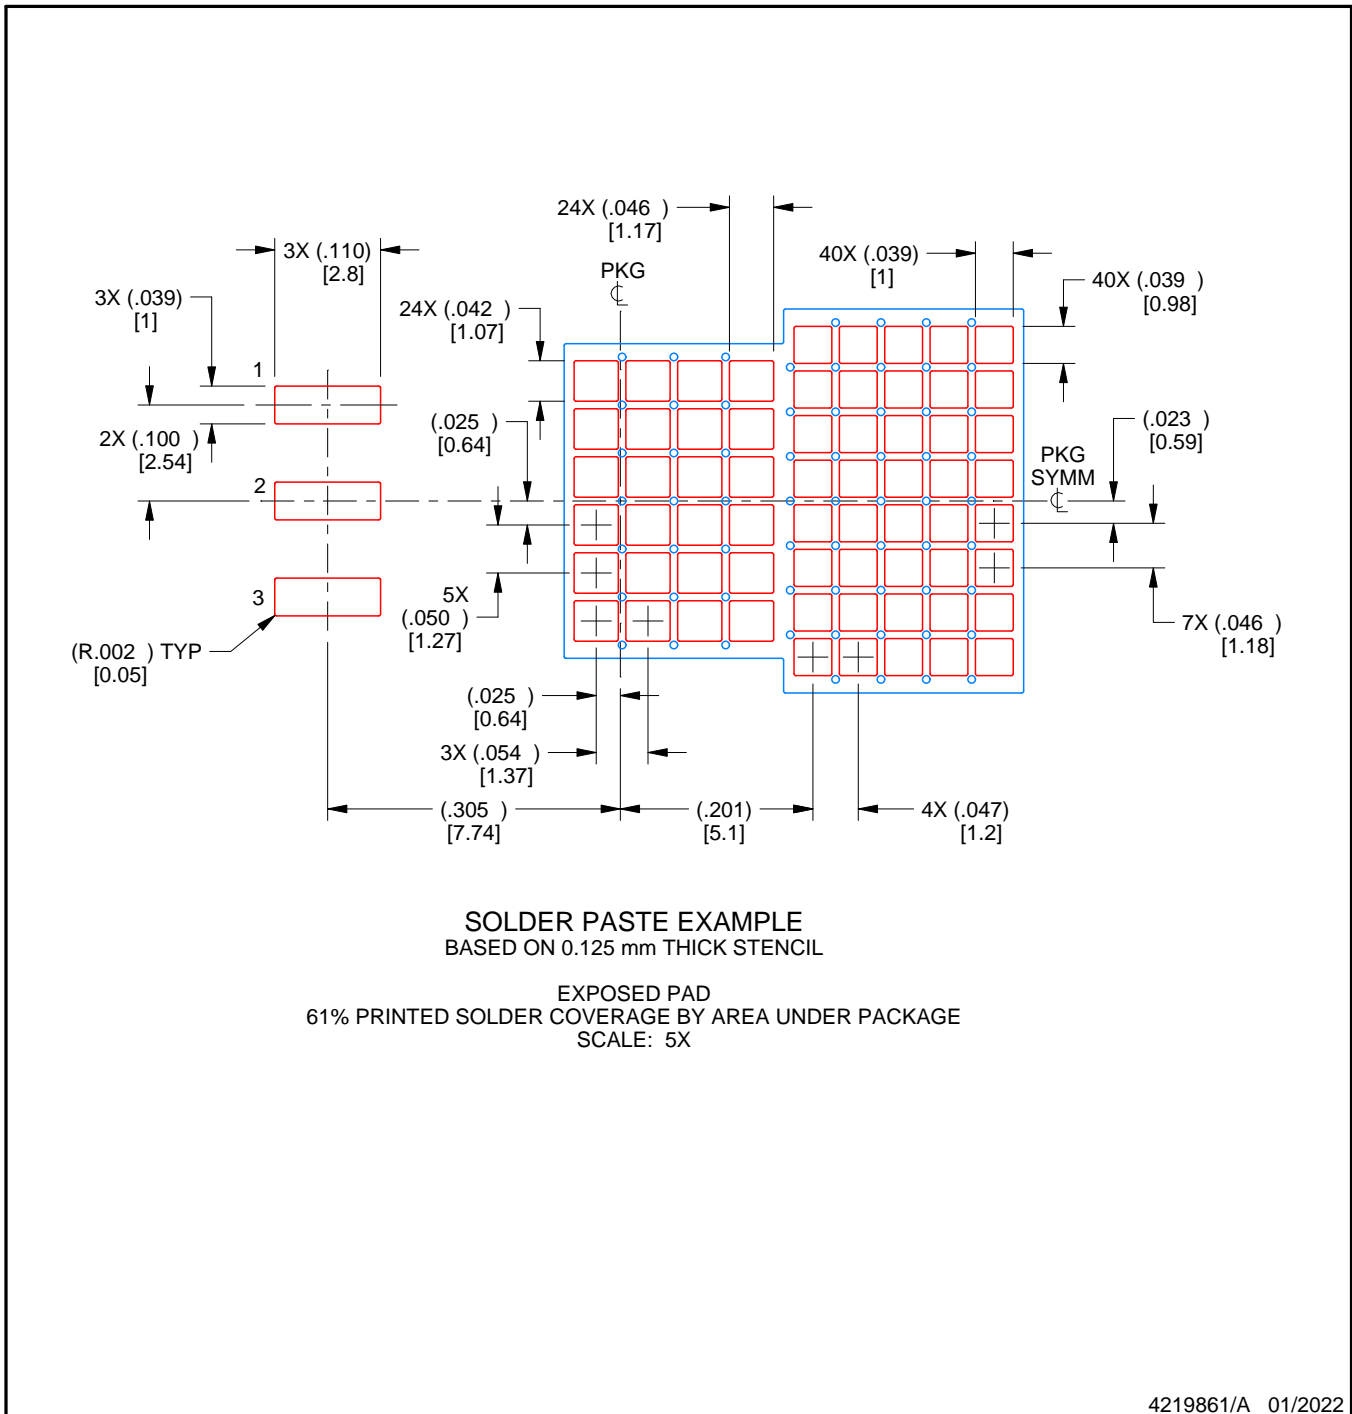 24X (.046  )
[1.17]
3X (.110)
[2.8]
PKG
℄
40X (.039)
[1]
40X (.039  )
[0.98]
3X (.039)
[1]
24X (.042  )
[1.07]
1
2X (.100  )
[2.54]
(.025  )
[0.64]
(.023  )
[0.59]
PKG
SYMM
℄
2
3
5X
(.050  )
[1.27]
7X (.046  )
[1.18]
(R.002  ) TYP
[0.05]
(.025  )
[0.64]
3X (.054  )
[1.37]
(.305  )
[7.74]
(.201)
[5.1]
4X (.047)
[1.2]
SOLDER PASTE EXAMPLE
BASED ON 0.125 mm THICK STENCIL
EXPOSED PAD
61% PRINTED SOLDER COVERAGE BY AREA UNDER PACKAGE
SCALE:  5X
4219861/A   01/2022